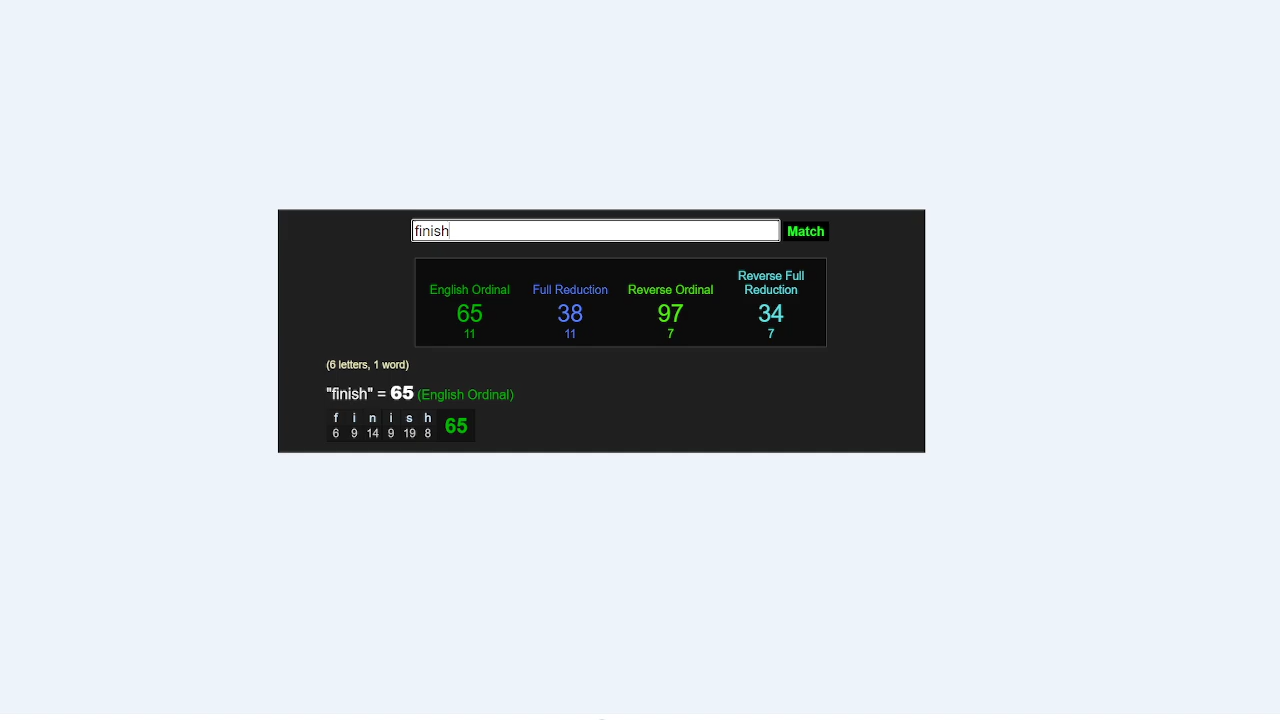 finish Match
English Ordinal Full Reduction Reverse Ordinal Reverse Full Reduction
65 38 97 34
11 11 7 7
(6 letters, 1 word)
"finish" = 65 (English Ordinal)
f i n i s h 65
6 9 14 9 19 8